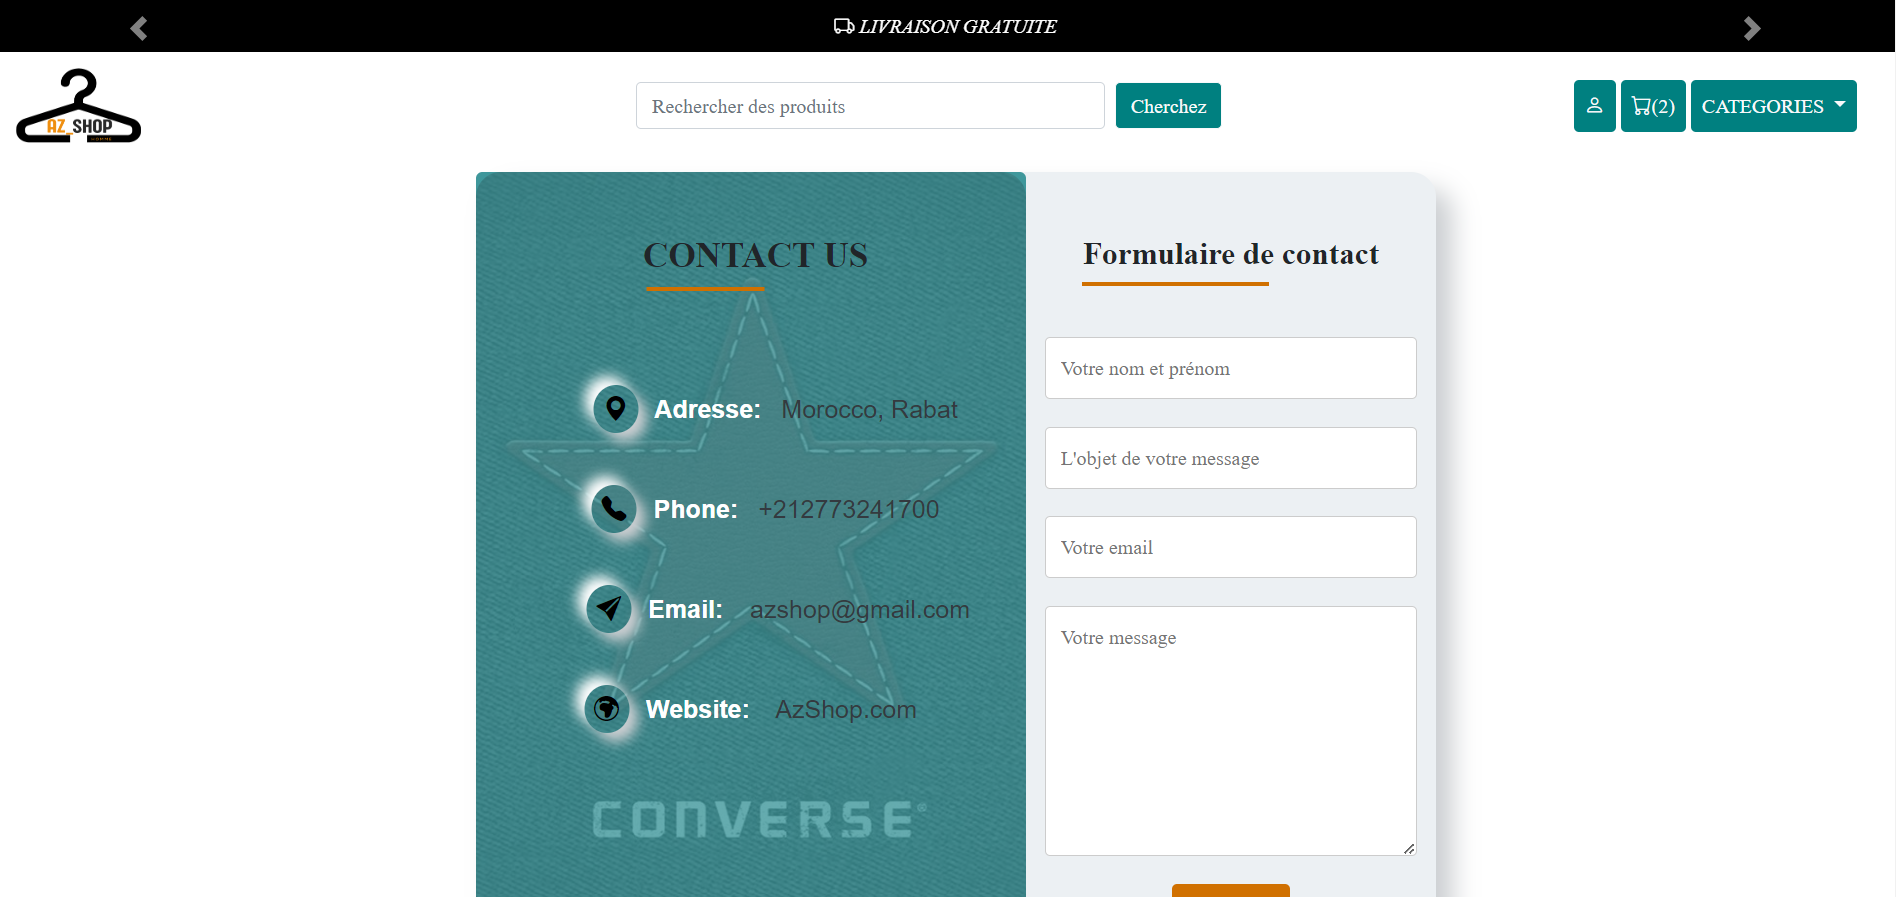 LIVRAISON GRATUITE
AZ_SHOP
Rechercher des produits
Cherchez
(2)
CATEGORIES
CONTACT US
Adresse: Morocco, Rabat
Phone: +212773241700
Email: azshop@gmail.com
Website: AzShop.com
CONVERSE®
Formulaire de contact
Votre nom et prénom
L'objet de votre message
Votre email
Votre message